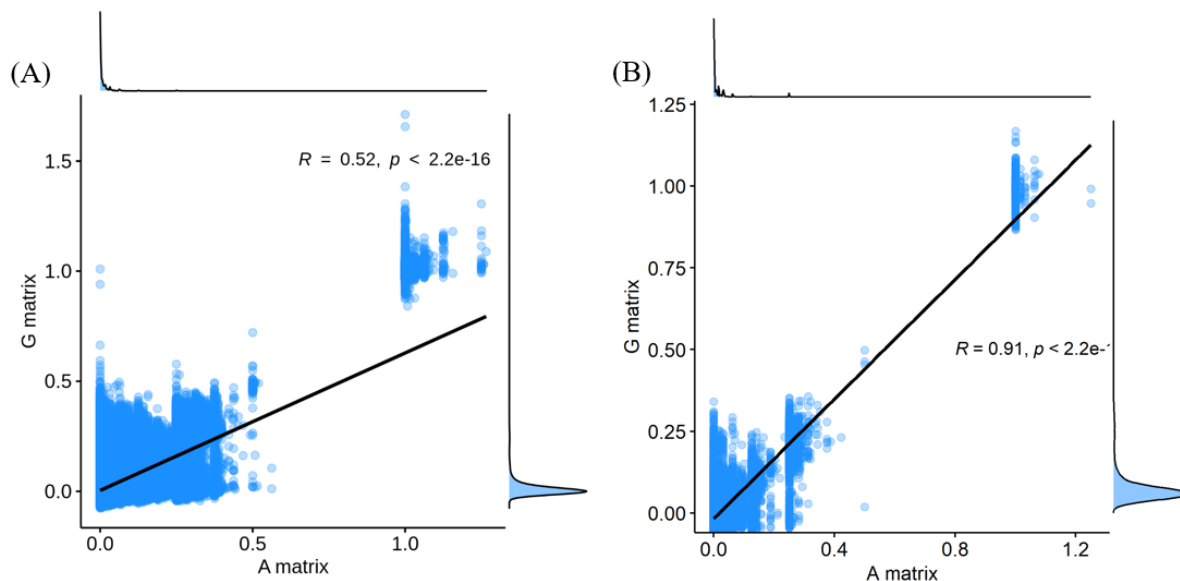 (A)
R = 0.52, p < 2.2e-16
1.5
1.0
0.5
0.0
G matrix
0.0 0.5 1.0
A matrix
(B)
1.25
1.00
0.75
0.50
0.25
0.00
R = 0.91, p < 2.2e-
G matrix
0.0 0.4 0.8 1.2
A matrix